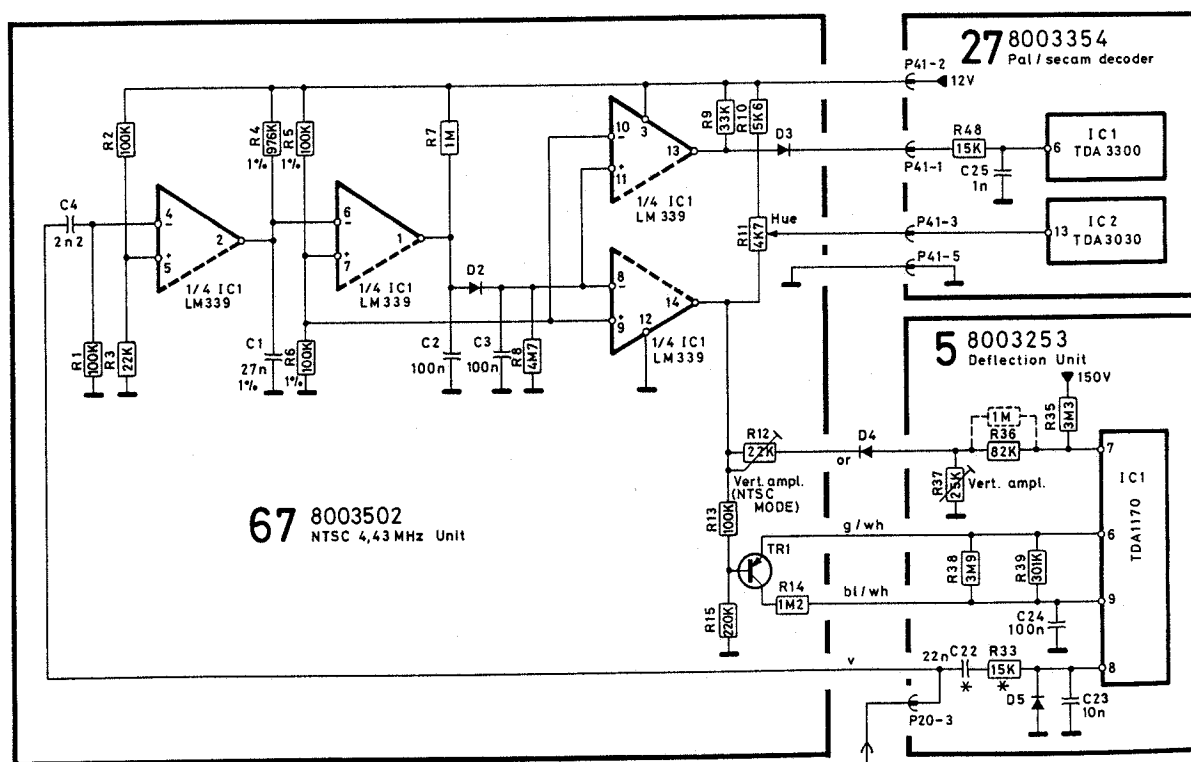 27 8003354
Pal / secam decoder
P41-2
12V
R2
100K
R4
976K
1%
R5
100K
1%
R7
1M
10
-
+
11
3
13
1/4 IC1
LM 339
R9
33K
R10
5K6
D3
P41-1
R48
15K
C25
1n
6
IC1
TDA 3300
C4
2n2
4
-
+
5
2
1/4 IC1
LM339
6
-
+
7
1
1/4 IC1
LM339
D2
8
-
+
9
14
12
1/4 IC1
LM 339
R11
4K7
Hue
P41-3
13
IC2
TDA3030
P41-5
R1
100K
R3
22K
C1
27n
1%
R6
100K
1%
C2
100n
C3
100n
R8
4M7
5 8003253
Deflection Unit
150V
R35
3M3
1M
R36
82K
7
IC1
TDA1170
R12
22K
D4
or
Vert. ampl.
(NTSC
MODE)
R37
25K
Vert. ampl.
67 8003502
NTSC 4,43 MHz Unit
R13
100K
TR1
g/wh
6
R38
3M9
R39
301K
R14
1M2
bl/wh
9
C24
100n
R15
220K
v
22n
C22
*
R33
15K
*
8
D5
C23
10n
P20-3